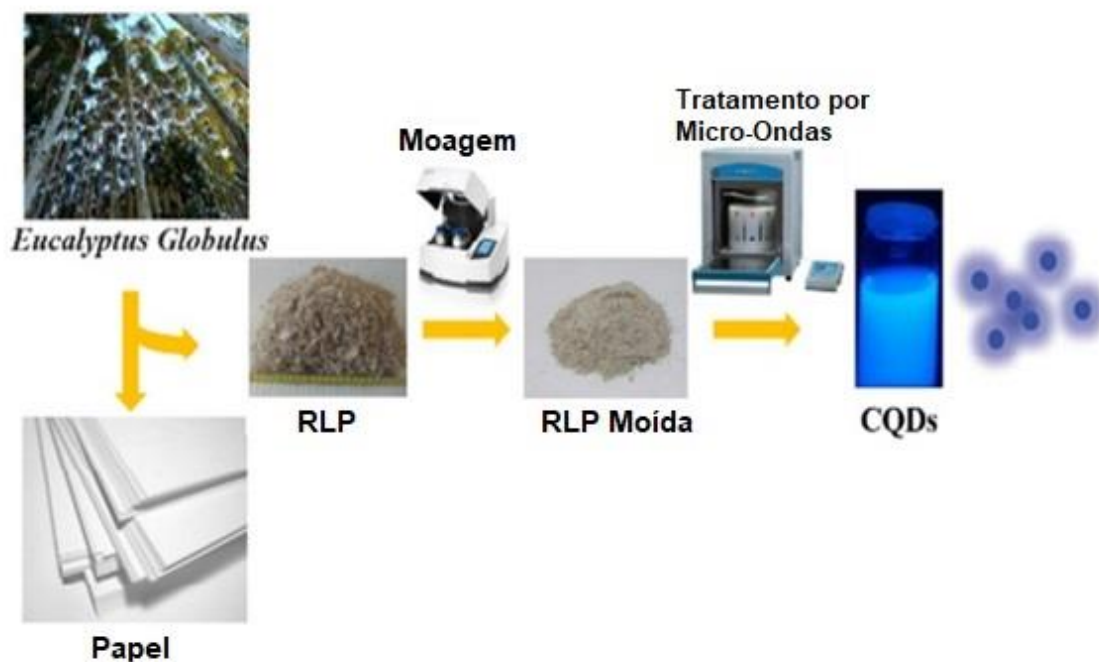 Eucalyptus Globulus
Moagem
Tratamento por
Micro-Ondas
RLP
RLP Moída
CQDs
Papel